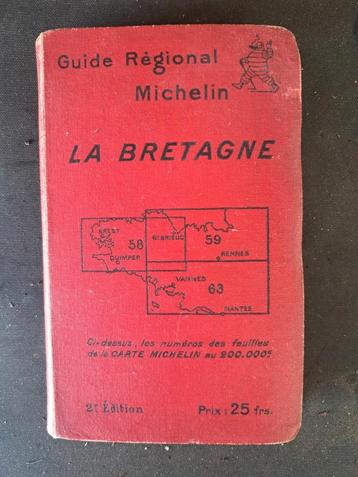 Guide Régional
Michelin
LA BRETAGNE
BREST
58
ST BRIEUC
59
QUIMPER
RENNES
VANNES
63
NANTES
Ci-dessus, les numéros des feuilles
de la CARTE MICHELIN au 200.000e.
2e Édition
Prix : 25 frs.